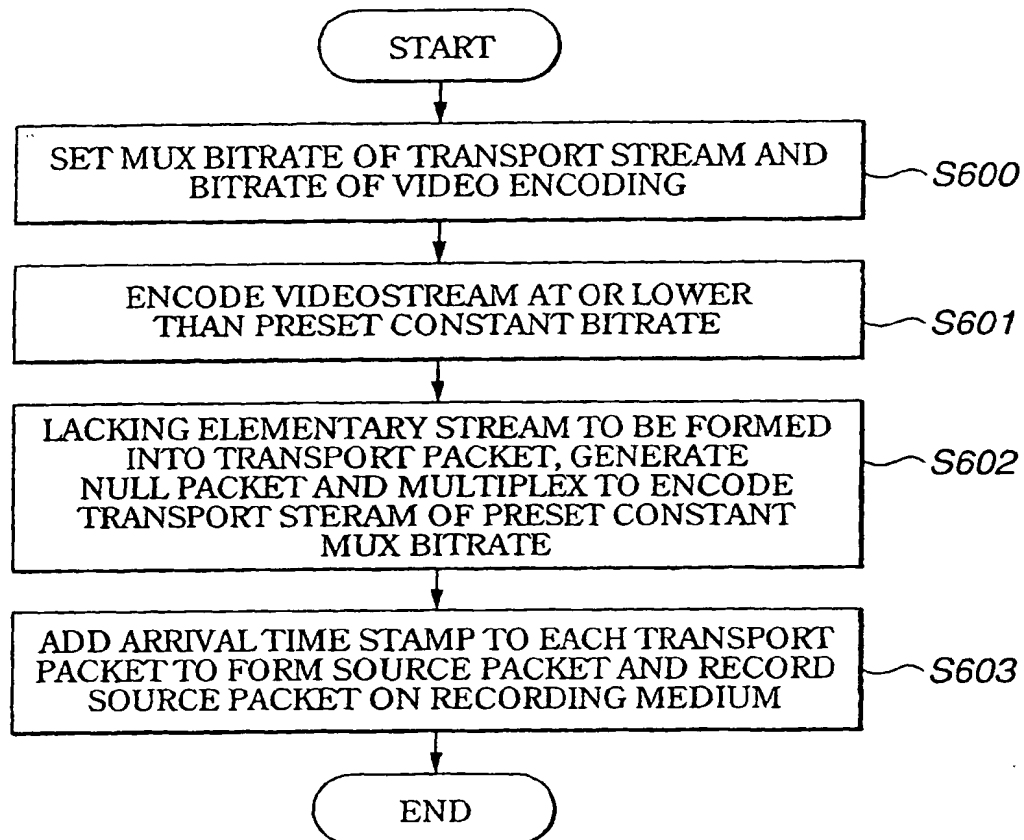 START
SET MUX BITRATE OF TRANSPORT STREAM AND
BITRATE OF VIDEO ENCODING
S600
ENCODE VIDEOSTREAM AT OR LOWER
THAN PRESET CONSTANT BITRATE
S601
LACKING ELEMENTARY STREAM TO BE FORMED
INTO TRANSPORT PACKET, GENERATE
NULL PACKET AND MULTIPLEX TO ENCODE
TRANSPORT STERAM OF PRESET CONSTANT
MUX BITRATE
S602
ADD ARRIVAL TIME STAMP TO EACH TRANSPORT
PACKET TO FORM SOURCE PACKET AND RECORD
SOURCE PACKET ON RECORDING MEDIUM
S603
END